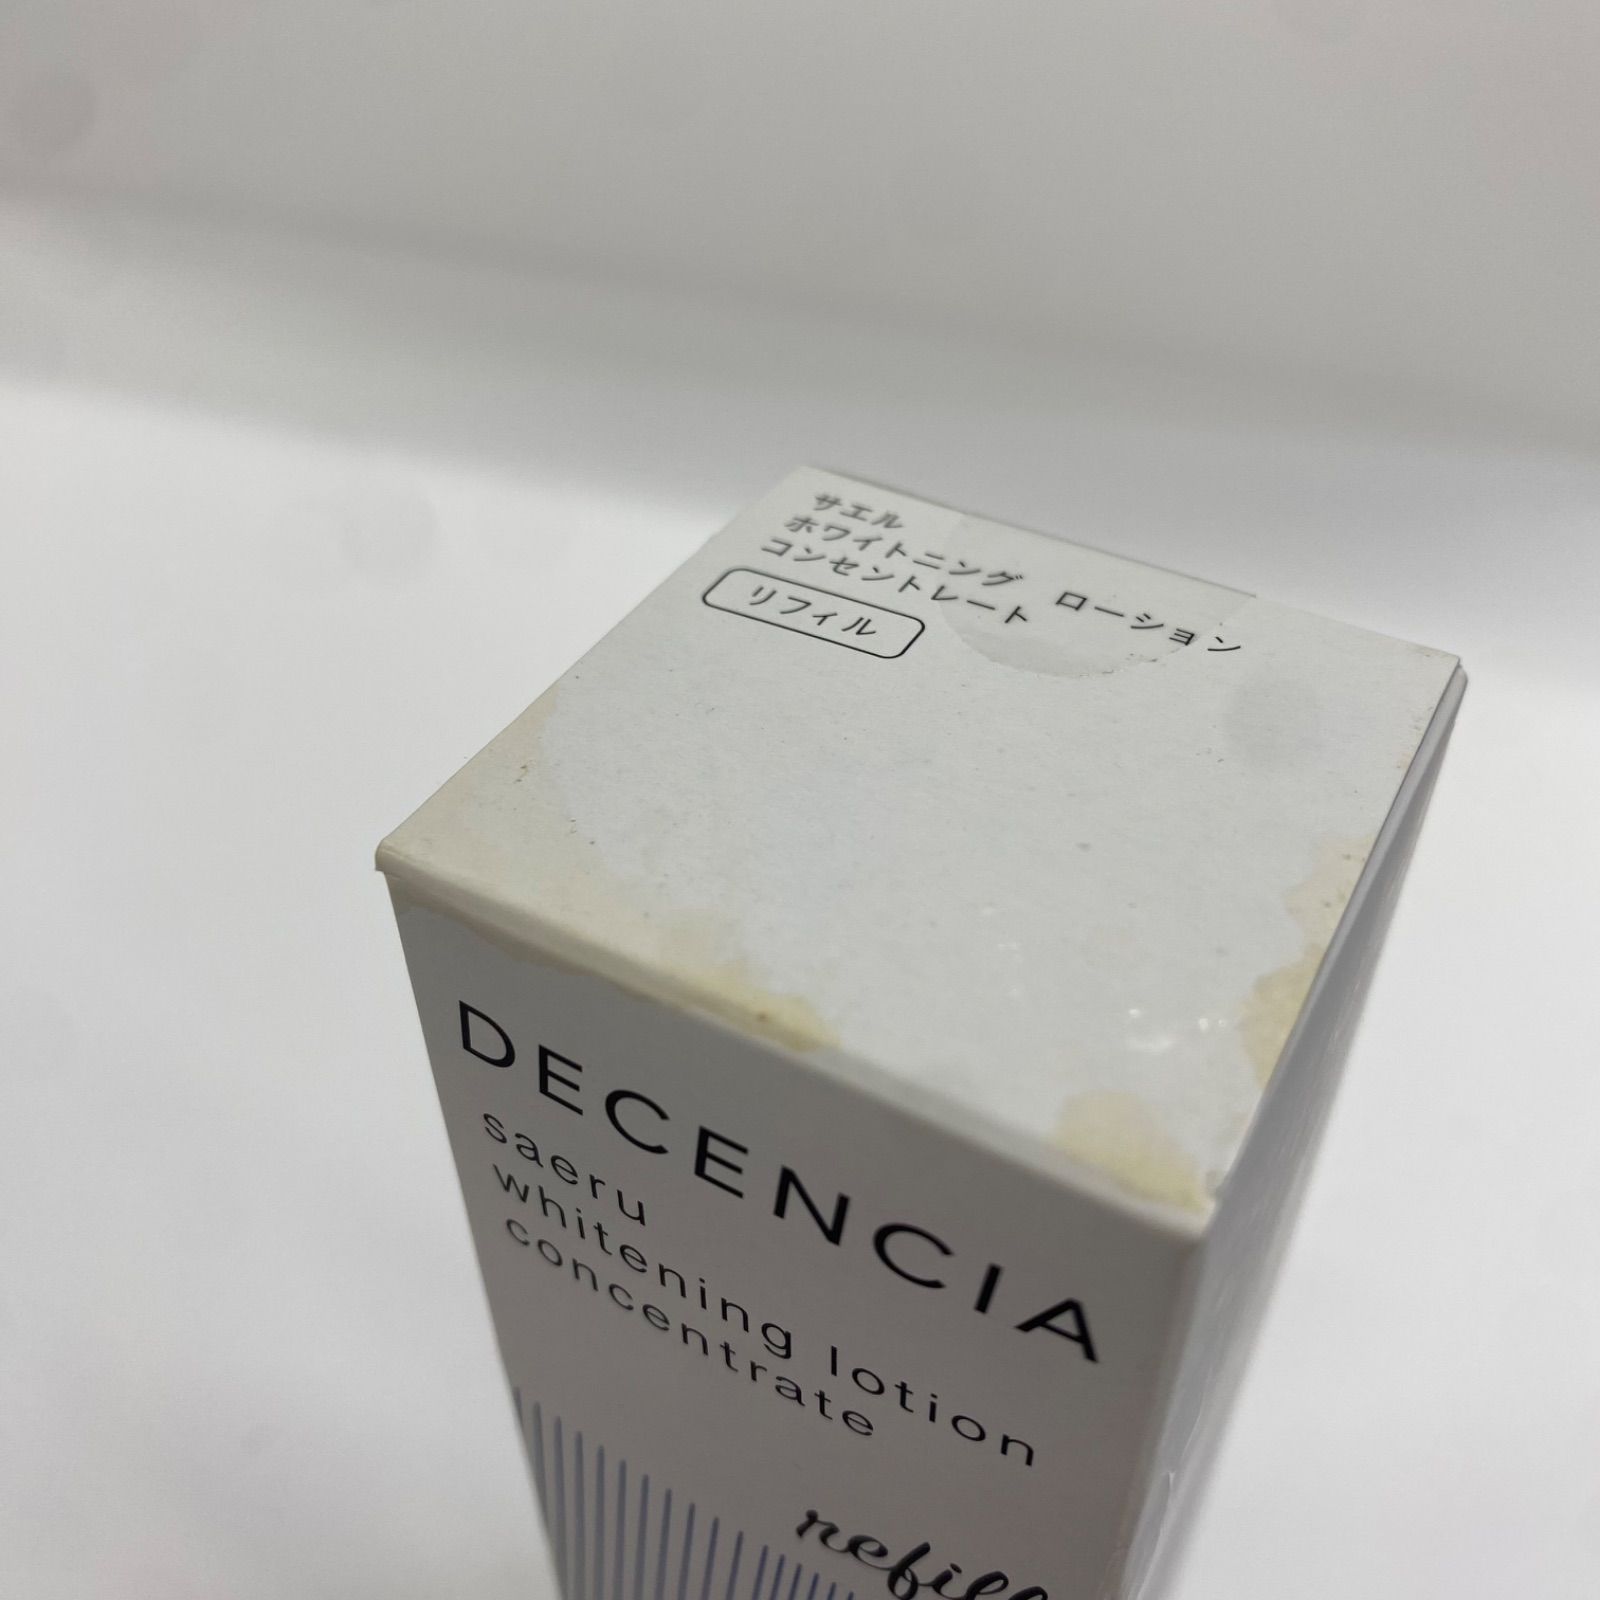 サエル
ホワイトニング ローション
コンセントレート
リフィル
DECENCIA
saeru
whitening lotion
concentrate
refill